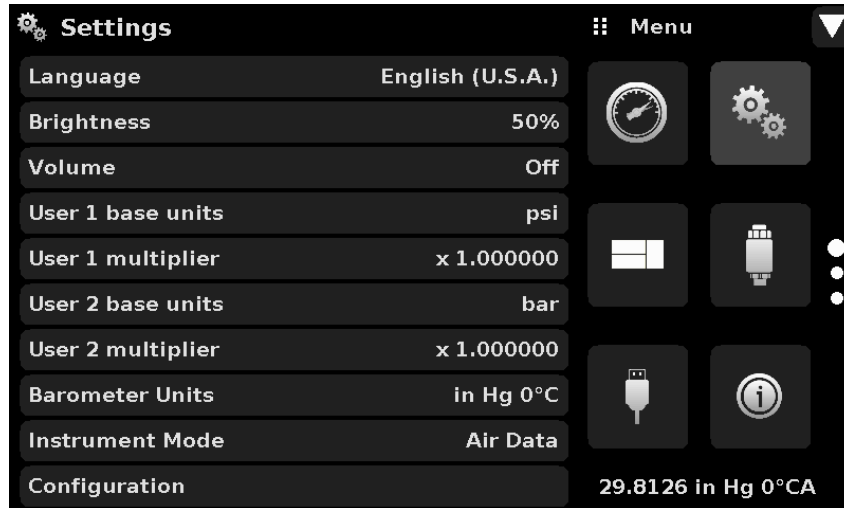 Settings
Menu
Language English (U.S.A.)
Brightness 50%
Volume Off
User 1 base units psi
User 1 multiplier x 1.000000
User 2 base units bar
User 2 multiplier x 1.000000
Barometer Units in Hg 0°C
Instrument Mode Air Data
Configuration
29.8126 in Hg 0°CA